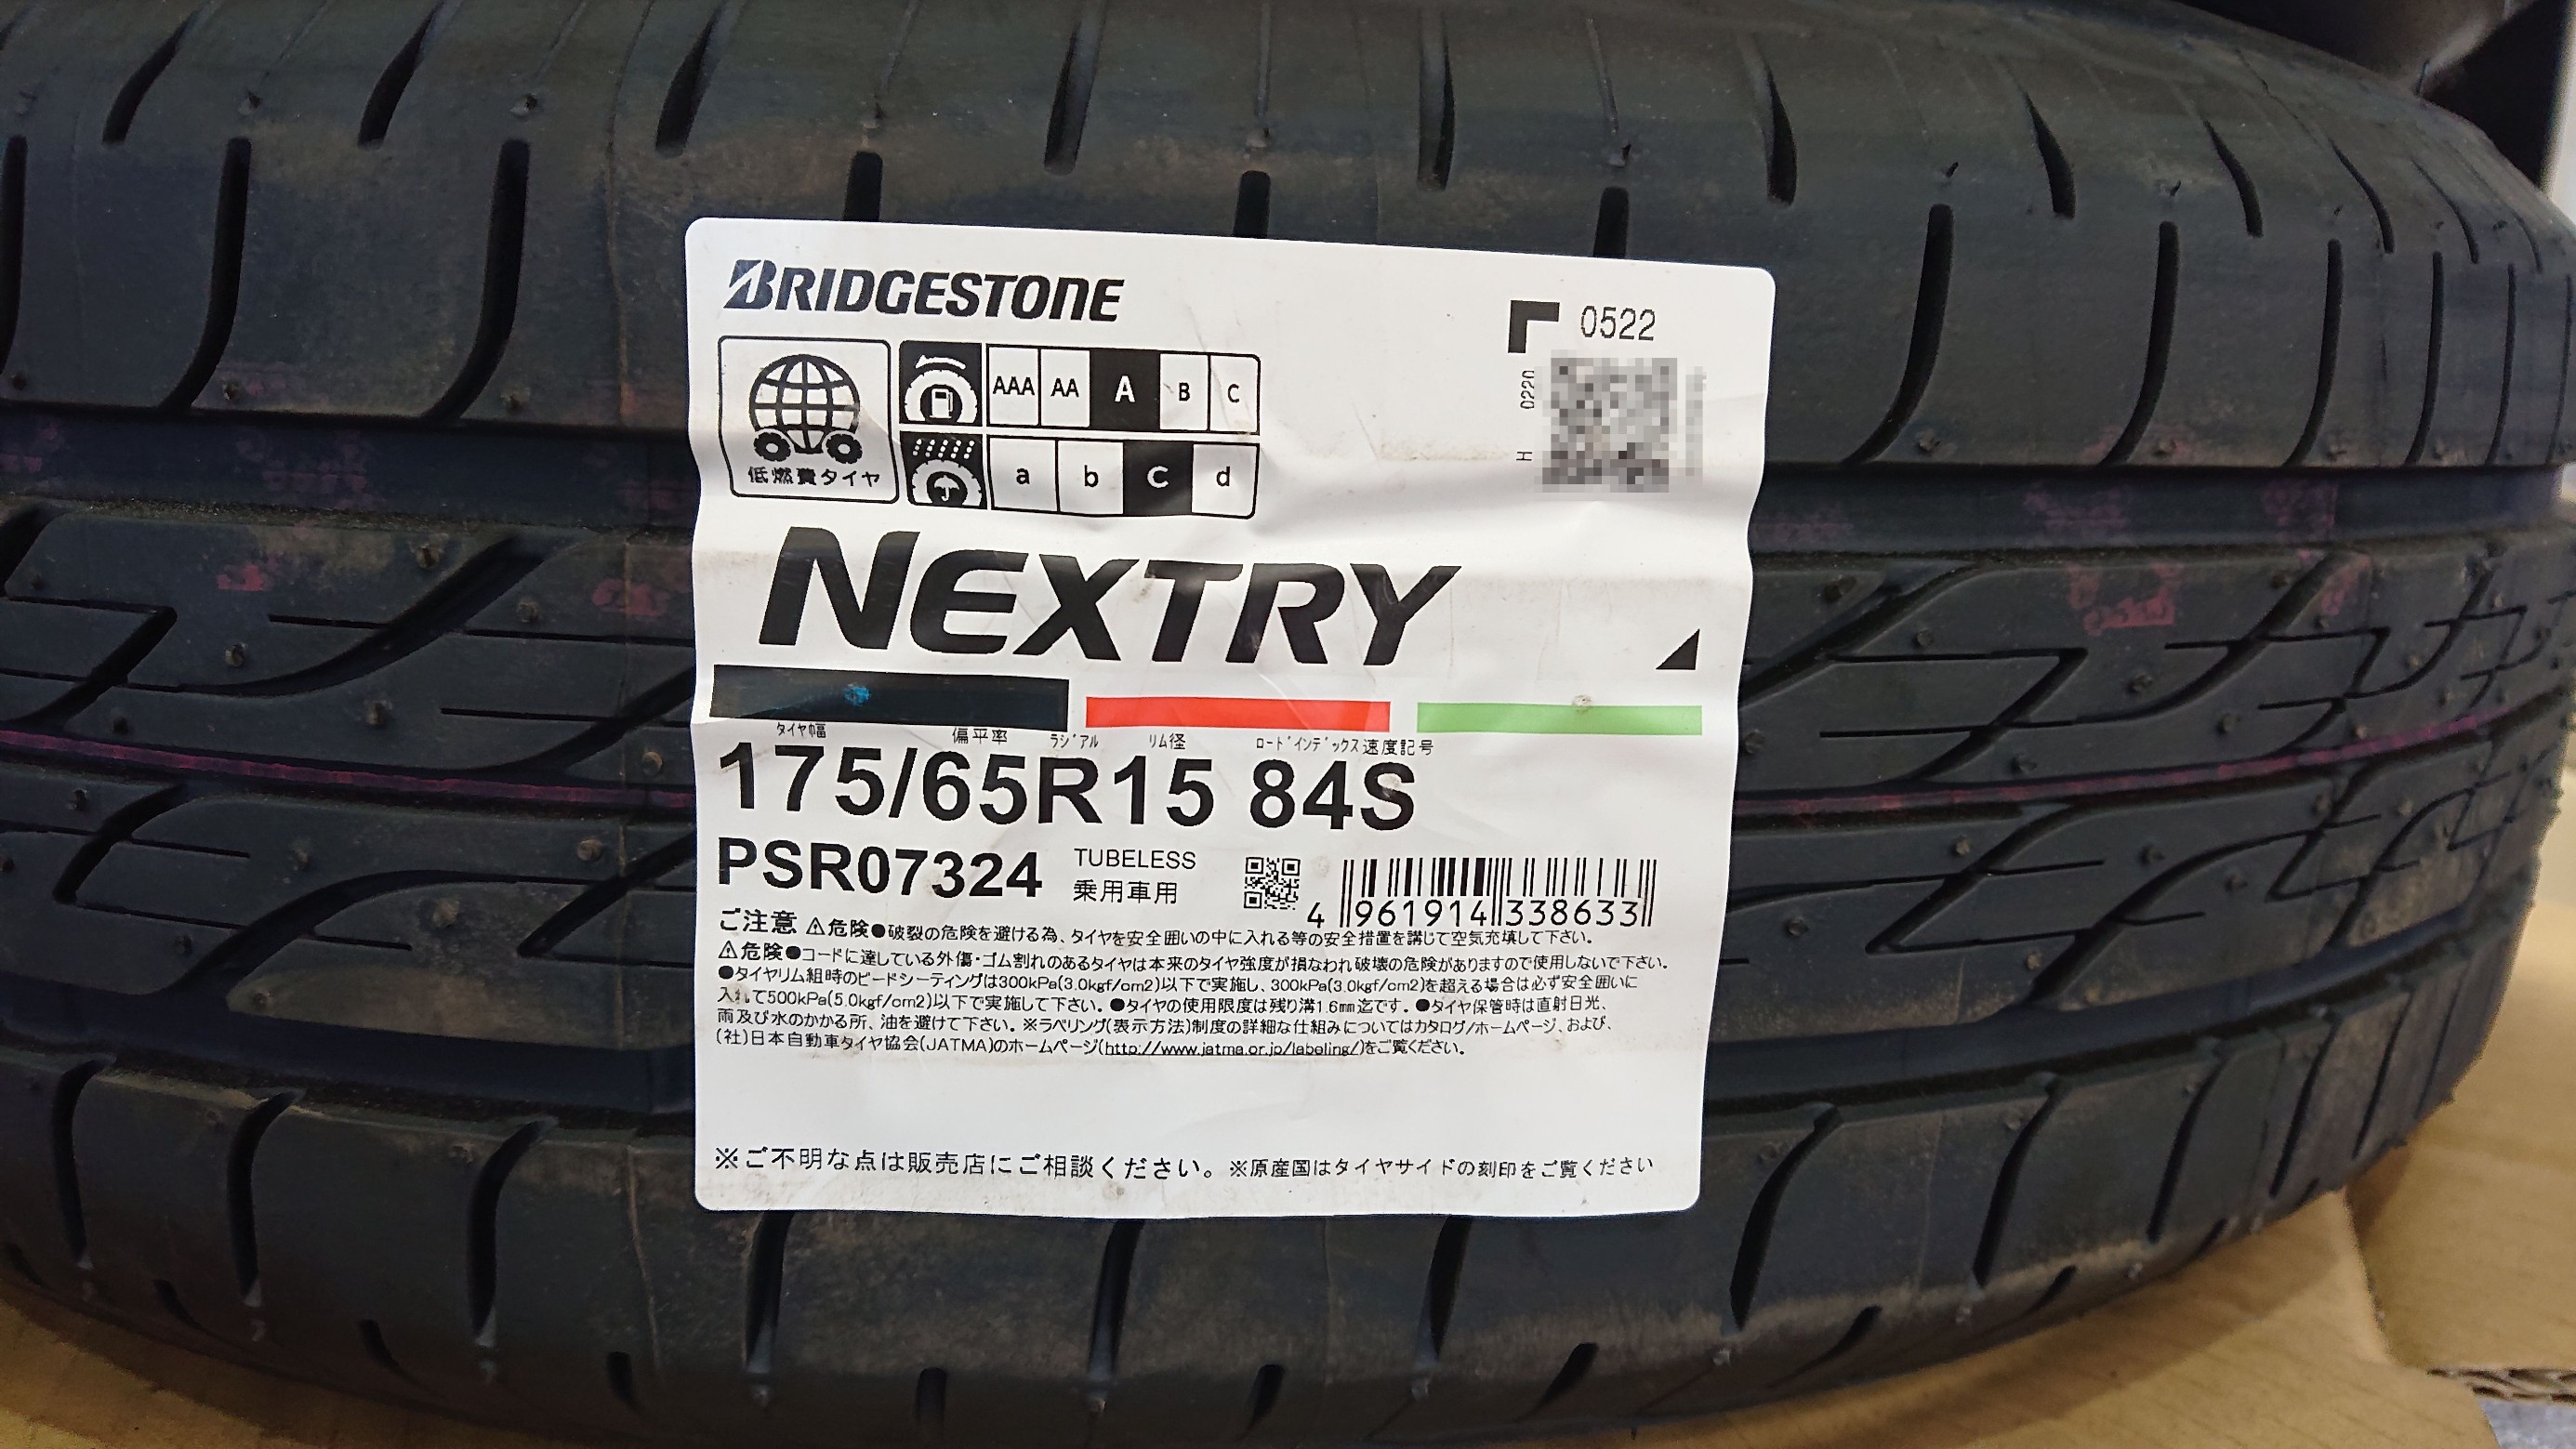 BRIDGESTONE
0522
0220
H
AAA AA A B C
低燃費タイヤ
a b c d
NEXTRY
タイヤ巾幅 偏平率 ラジアル リム径 ロードインデックス 速度記号
175/65R15 84S
PSR07324
TUBELESS
乗用車用
4 961914 338633
ご注意 ⚠危険●破裂の危険を避ける為、タイヤを安全囲いの中に入れる等の安全措置を講じて空気充填して下さい。
⚠危険●コードに達している外傷・ゴム割れのあるタイヤは本来のタイヤ強度が損なわれ破壊の危険がありますので使用しないで下さい。
●タイヤリム組時のビードシーティングは300kPa(3.0kgf/cm2)以下で実施し、300kPa(3.0kgf/cm2)を超える場合は必ず安全囲いに
入れて500kPa(5.0kgf/cm2)以下で実施して下さい。●タイヤの使用限度は残り溝1.6mm迄です。●タイヤ保管時は直射日光、
雨及び水のかかる所、油を避けて下さい。※ラベリング(表示方法)制度の詳細な仕組みについてはカタログ/ホームページ、および、
(社)日本自動車タイヤ協会(JATMA)のホームページ(http://www.jatma.or.jp/labeling/)をご覧ください。
※ご不明な点は販売店にご相談ください。※原産国はタイヤサイドの刻印をご覧ください